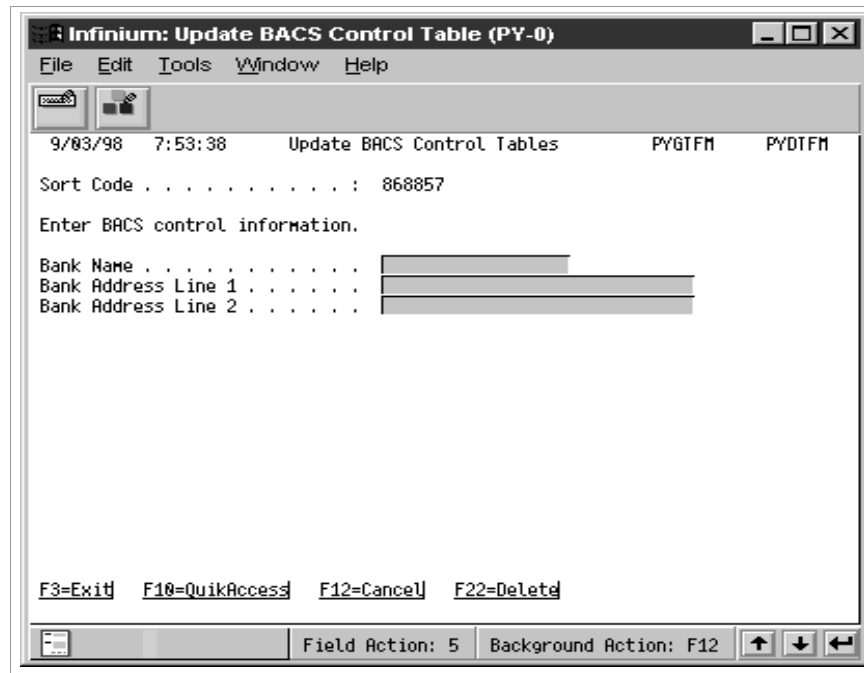 Infinium: Update BACS Control Table (PY-0)
File Edit Tools Window Help
9/03/98 7:53:38 Update BACS Control Tables PYGTFM PYDTFM
Sort Code . . . . . . . . . . . : 868857
Enter BACS control information.
Bank Name . . . . . . . . . . . .
Bank Address Line 1 . . . . . .
Bank Address Line 2 . . . . . .
F3=Exit F10=QuikAccess F12=Cancel F22=Delete
Field Action: 5 Background Action: F12